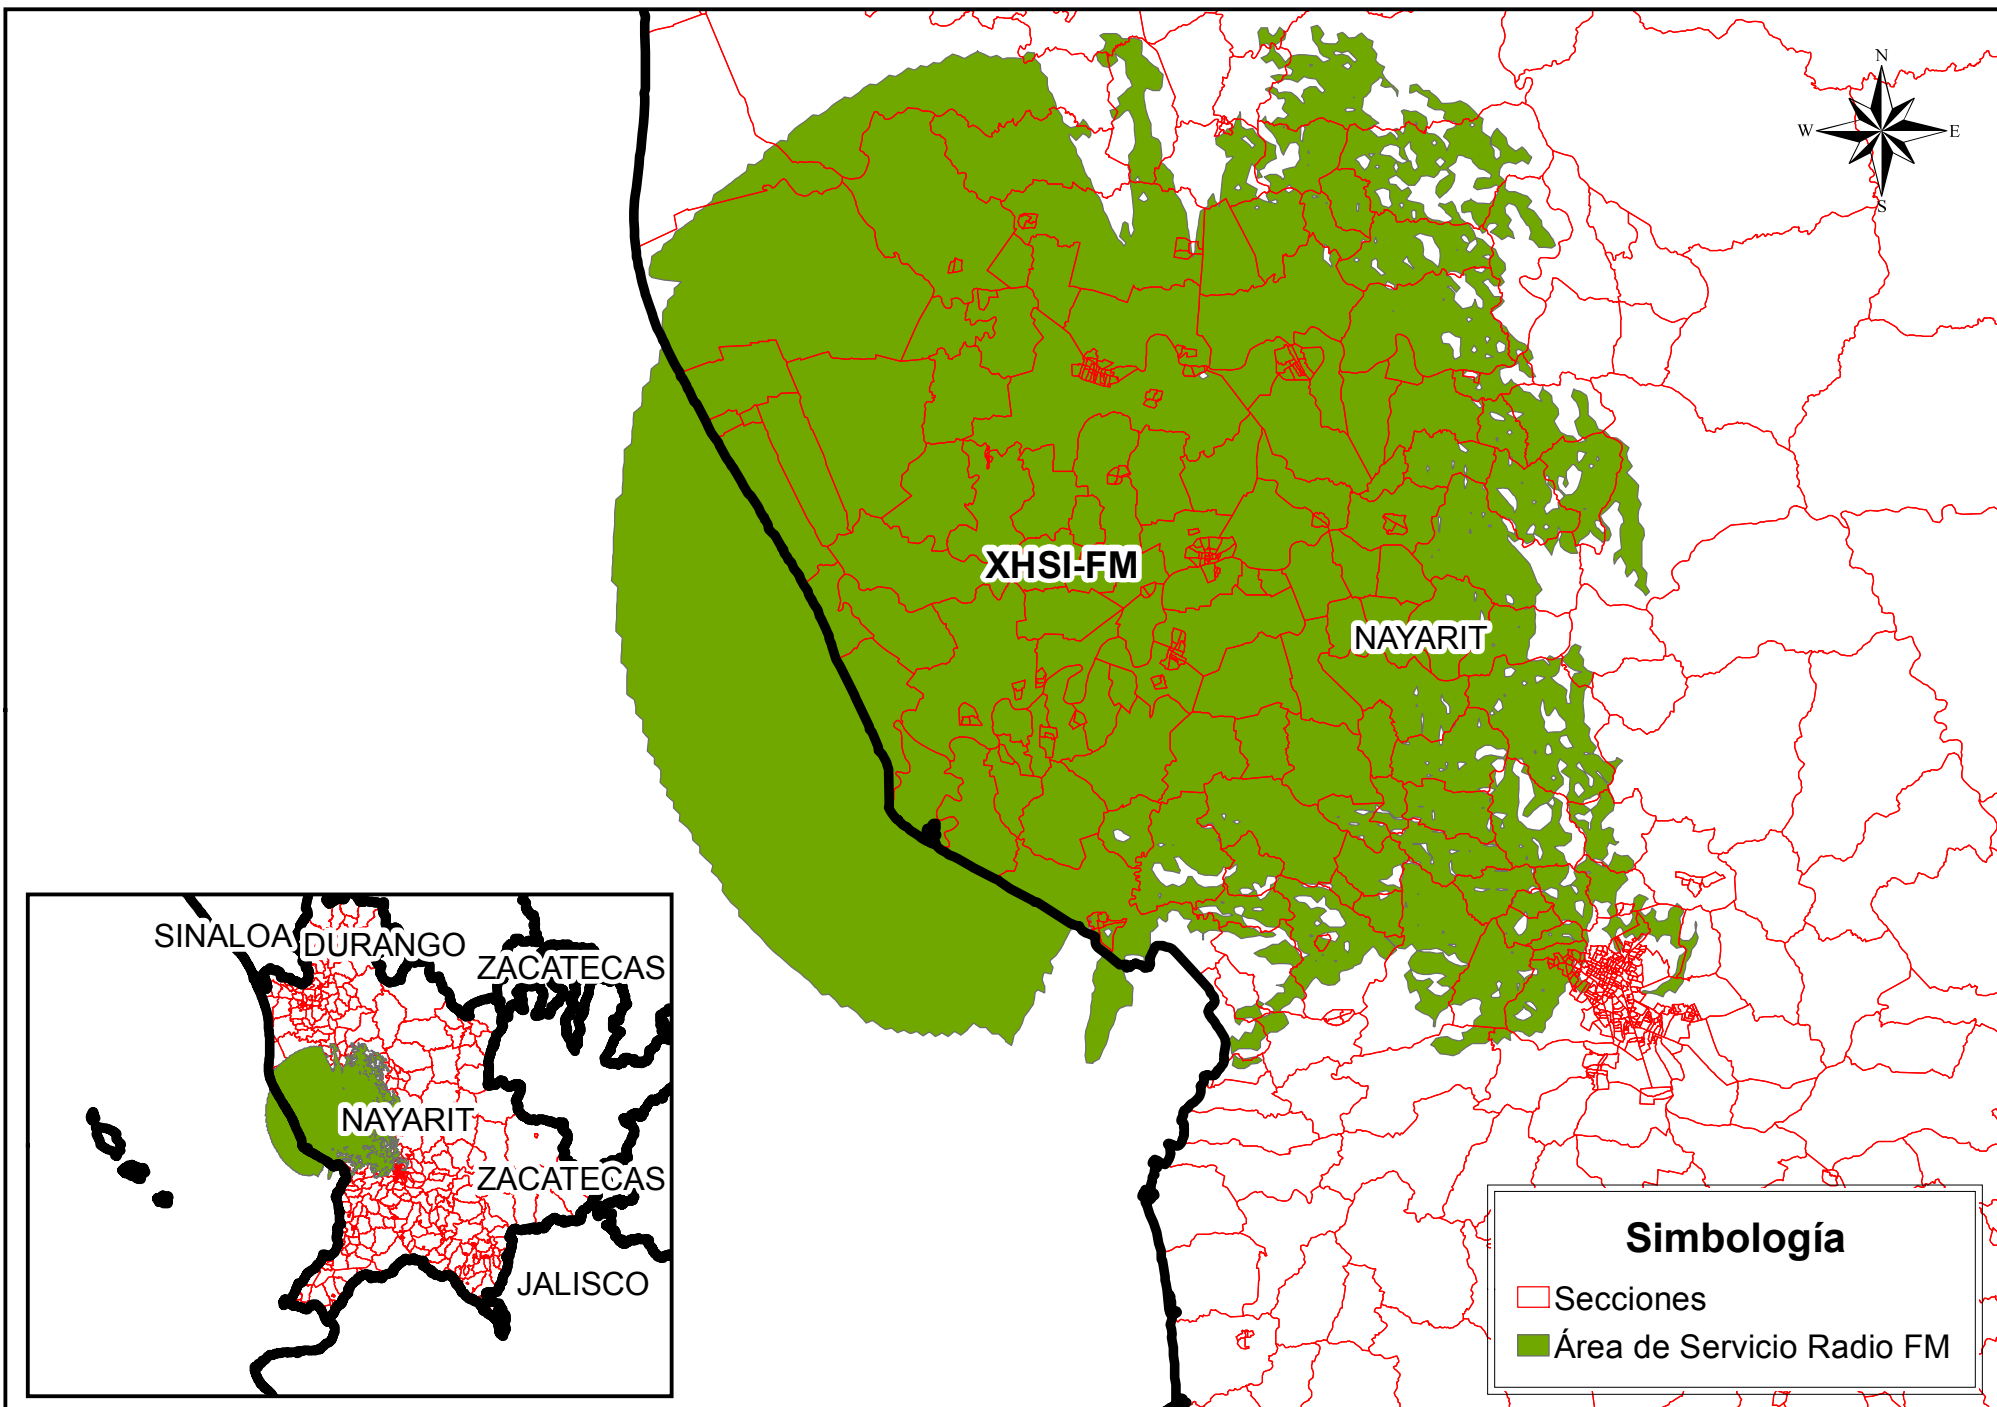 N
W E
S
XHSI-FM
NAYARIT
SINALOA
DURANGO
ZACATECAS
NAYARIT
ZACATECAS
JALISCO
Simbología
Secciones
Área de Servicio Radio FM